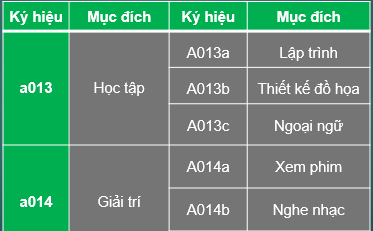 Ký hiệu Mục đích Ký hiệu Mục đích
a013 Học tập A013a Lập trình
A013b Thiết kế đồ họa
A013c Ngoại ngữ
a014 Giải trí A014a Xem phim
A014b Nghe nhạc